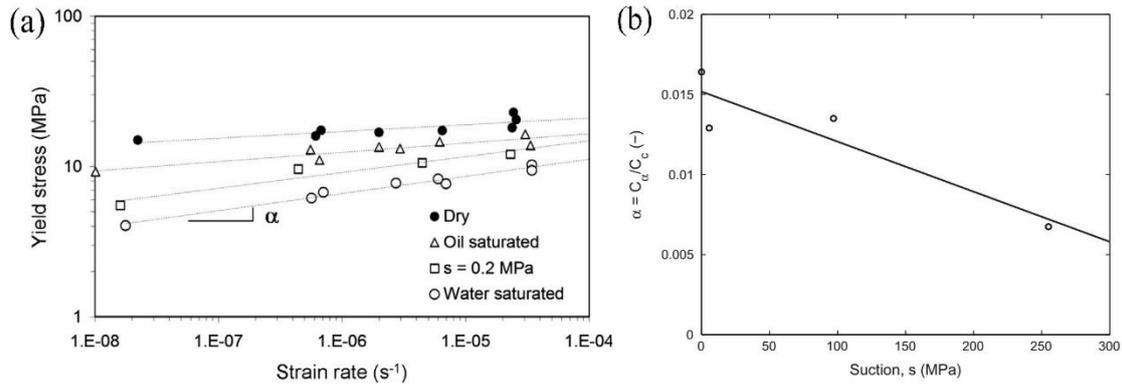 (a)
Yield stress (MPa)
100
10
1
1.E-08 1.E-07 1.E-06 1.E-05 1.E-04
Strain rate (s⁻¹)
α
Dry
Oil saturated
s = 0.2 MPa
Water saturated
(b)
α = Cα/Cc (–)
0.02
0.015
0.01
0.005
0
0 50 100 150 200 250 300
Suction, s (MPa)